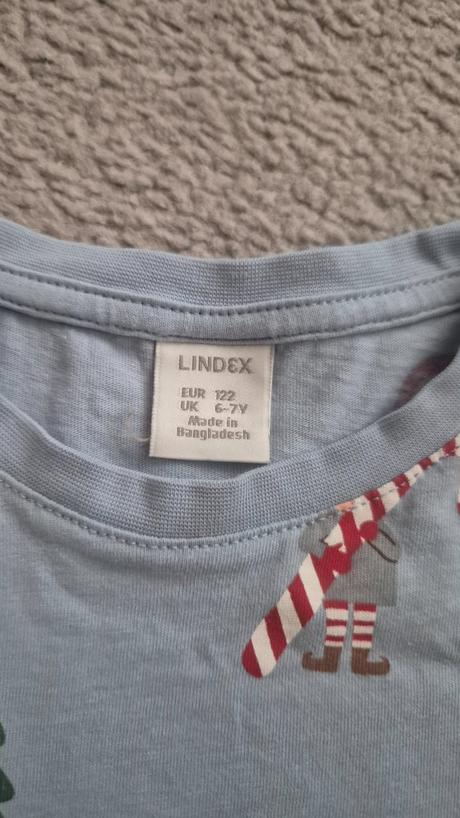 LINDEX
EUR 122
UK 6-7Y
Made in
Bangladesh